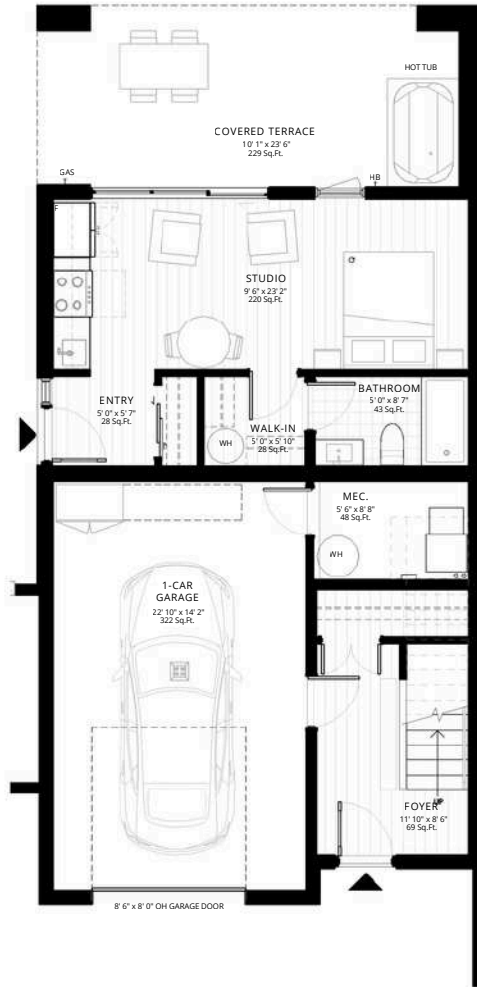 HOT TUB
COVERED TERRACE
10' 1" x 23' 6"
229 Sq.Ft.
GAS
HB
F
STUDIO
9' 6" x 23' 2"
220 Sq.Ft.
ENTRY
5' 0" x 5' 7"
28 Sq.Ft.
WALK-IN
5' 0" x 5' 10"
28 Sq.Ft.
WH
BATHROOM
5' 0" x 8' 7"
43 Sq.Ft.
MEC.
5' 6" x 8' 8"
48 Sq.Ft.
WH
1-CAR
GARAGE
22' 10" x 14' 2"
322 Sq.Ft.
FOYER
11' 10" x 8' 6"
69 Sq.Ft.
8' 6" x 8' 0" OH GARAGE DOOR